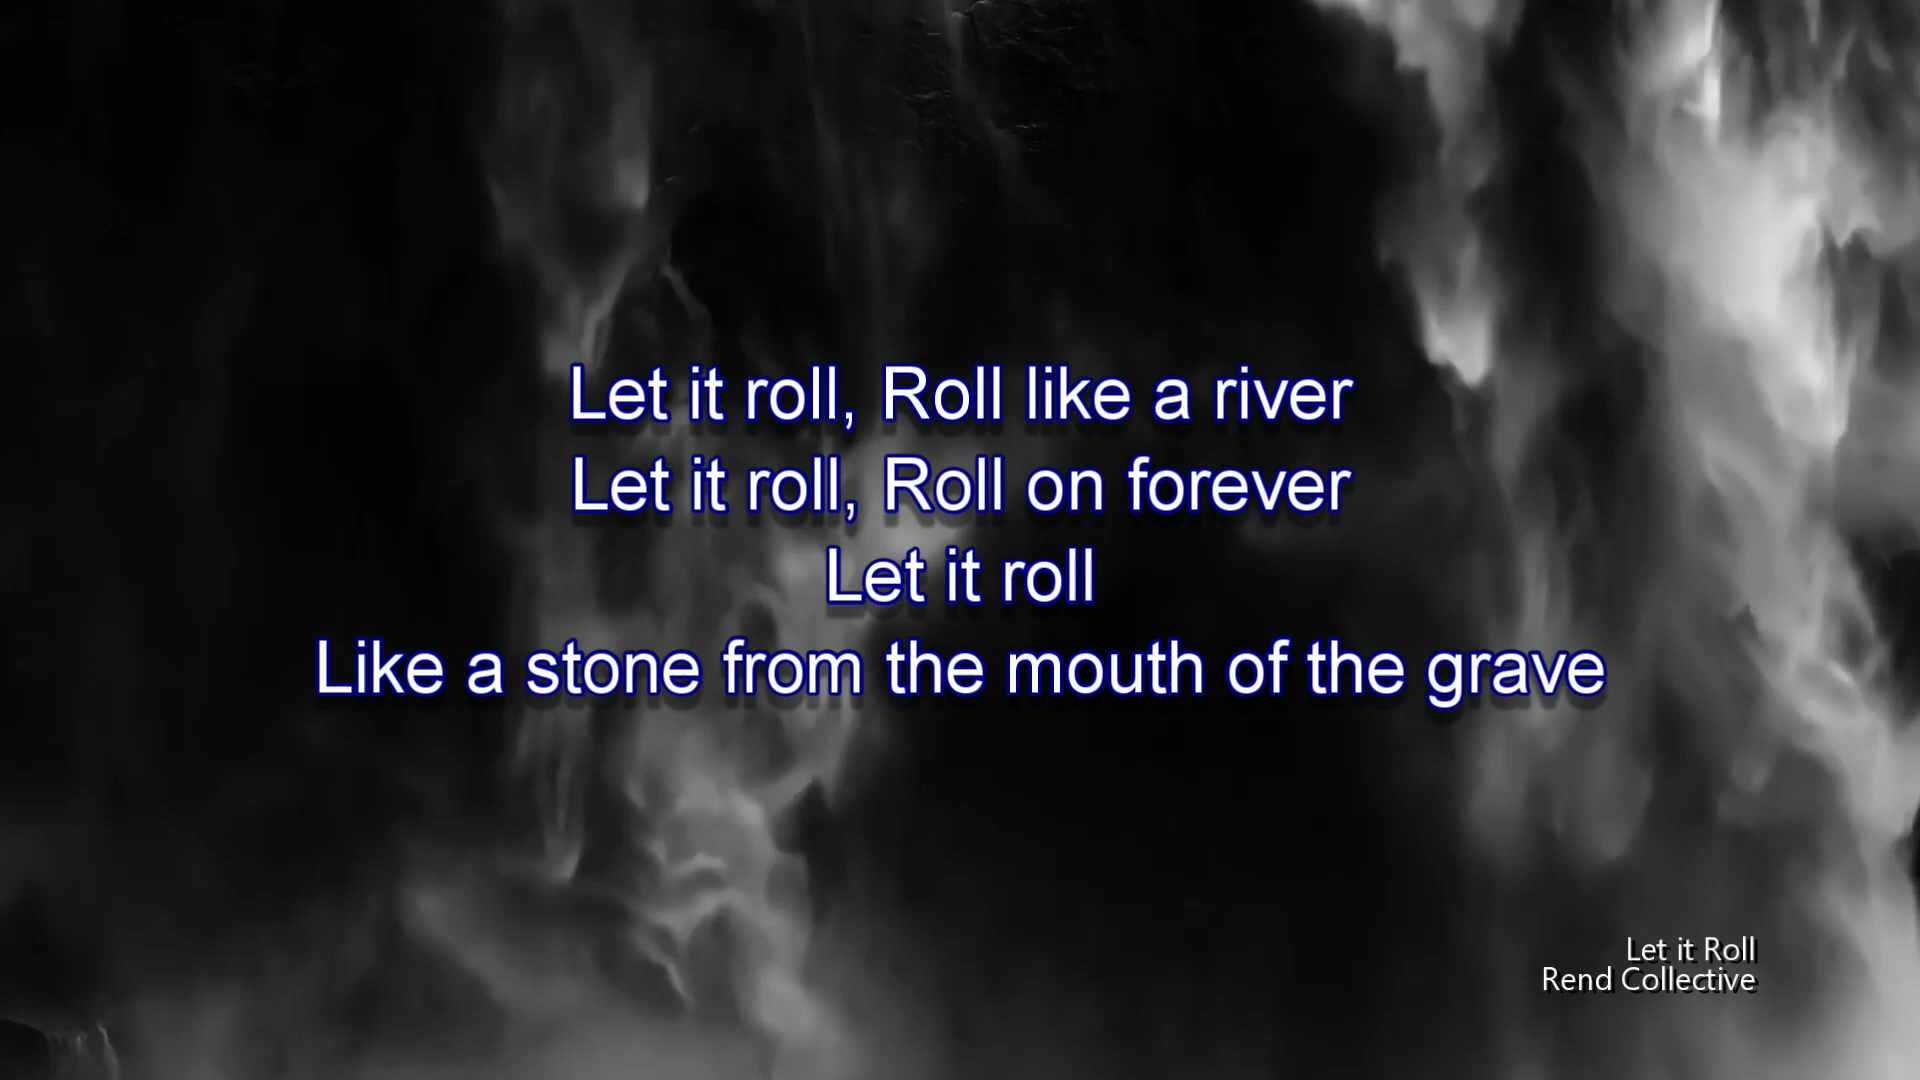 Let it roll, Roll like a river
Let it roll, Roll on forever
Let it roll
Like a stone from the mouth of the grave
Let it Roll
Rend Collective